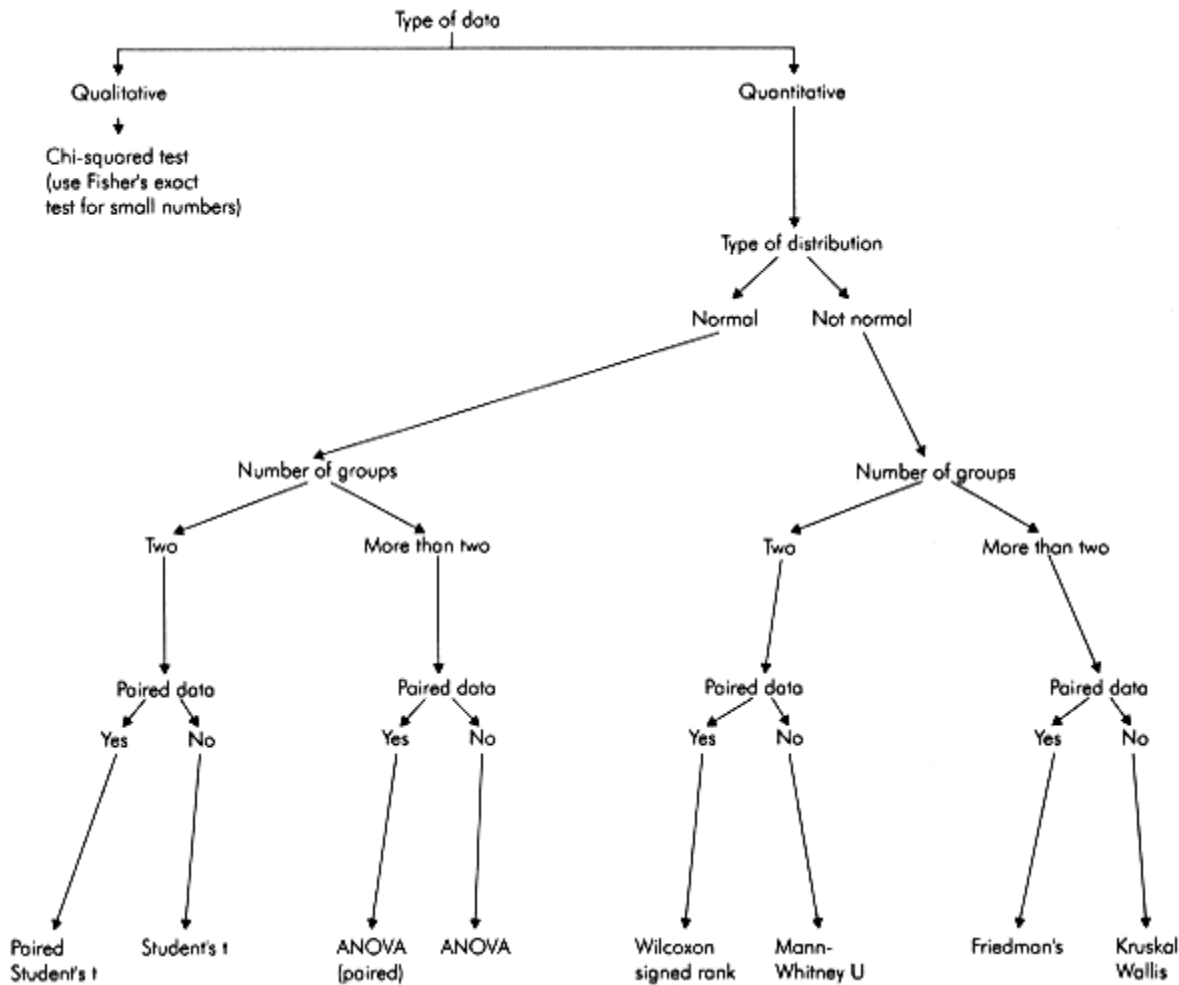 Type of data
Qualitative
Quantitative
Chi-squared test
(use Fisher's exact
test for small numbers)
Type of distribution
Normal
Not normal
Number of groups
Number of groups
Two
More than two
Two
More than two
Paired data
Paired data
Paired data
Paired data
Yes
No
Yes
No
Yes
No
Yes
No
Paired
Student's t
Student's t
ANOVA
(paired)
ANOVA
Wilcoxon
signed rank
Mann-
Whitney U
Friedman's
Kruskal
Wallis